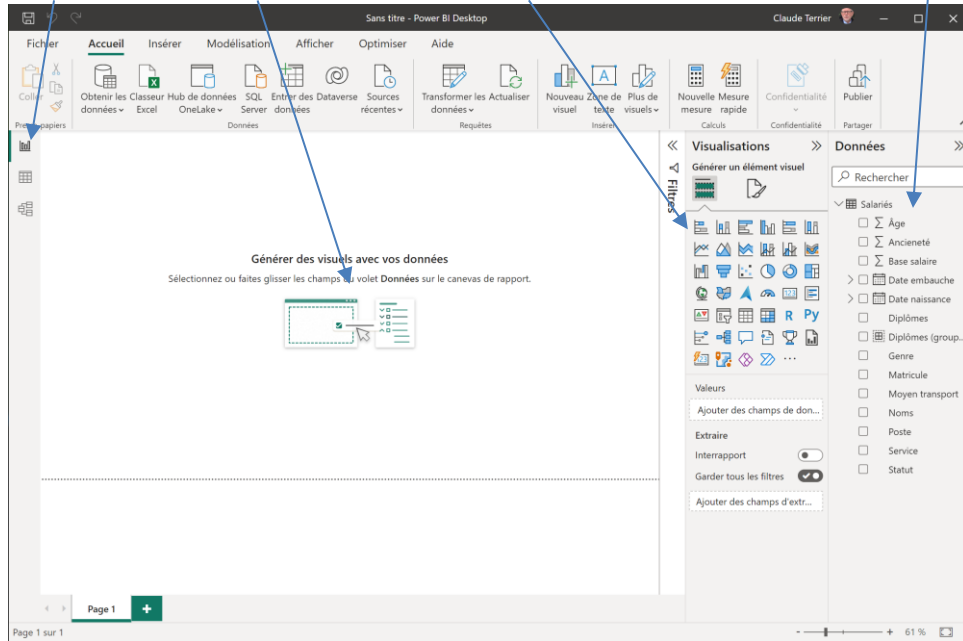 Sans titre - Power BI Desktop
Claude Terrier
Fichier Accueil Insérer Modélisation Afficher Optimiser Aide
Coller
Obtenir les données
Classeur Excel
Hub de données OneLake
SQL Server
Entrer des données
Dataverse
Sources récentes
Transformer les données
Actualiser
Nouveau visuel
Zone de texte
Plus de visuels
Nouvelle mesure
Mesure rapide
Confidentialité
Publier
Presse-papiers
Données
Requêtes
Insérer
Calculs
Confidentialité
Partager
Filtres
Générer des visuels avec vos données
Sélectionnez ou faites glisser les champs du volet Données sur le canevas de rapport.
Visualisations
Générer un élément visuel
R Py
Valeurs
Ajouter des champs de don...
Extraire
Interrapport
Garder tous les filtres
Ajouter des champs d'extr...
Données
Rechercher
Salariés
Âge
Ancieneté
Base salaire
Date embauche
Date naissance
Diplômes
Diplômes (group...
Genre
Matricule
Moyen transport
Noms
Poste
Service
Statut
Page 1
Page 1 sur 1
61 %